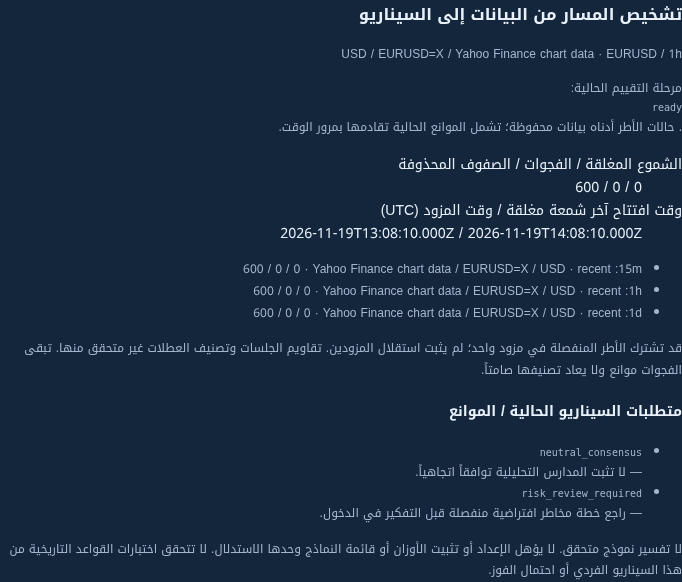 تشخيص المسار من البيانات إلى السيناريو
USD / EURUSD=X / Yahoo Finance chart data · EURUSD / 1h
مرحلة التقييم الحالية:
ready
. حالات الأطر أدناه بيانات محفوظة؛ تشمل الموانع الحالية تقادمها بمرور الوقت.
الشموع المغلقة / الفجوات / الصفوف المحذوفة
600 / 0 / 0
وقت افتتاح آخر شمعة مغلقة / وقت المزود (UTC)
2026-11-19T13:08:10.000Z / 2026-11-19T14:08:10.000Z
600 / 0 / 0 · Yahoo Finance chart data / EURUSD=X / USD · recent :15m
600 / 0 / 0 · Yahoo Finance chart data / EURUSD=X / USD · recent :1h
600 / 0 / 0 · Yahoo Finance chart data / EURUSD=X / USD · recent :1d
قد تشترك الأطر المنفصلة في مزود واحد؛ لم يثبت استقلال المزودين. تقاويم الجلسات وتصنيف العطلات غير متحقق منها. تبقى
الفجوات موانع ولا يعاد تصنيفها صامتاً.
متطلبات السيناريو الحالية / الموانع
neutral_consensus
— لا تثبت المدارس التحليلية توافقاً اتجاهياً.
risk_review_required
— راجع خطة مخاطر افتراضية منفصلة قبل التفكير في الدخول.
لا تفسير نموذج متحقق. لا يؤهل الإعداد أو تثبيت الأوزان أو قائمة النماذج وحدها الاستدلال. لا تتحقق اختبارات القواعد التاريخية من
هذا السيناريو الفردي أو احتمال الفوز.